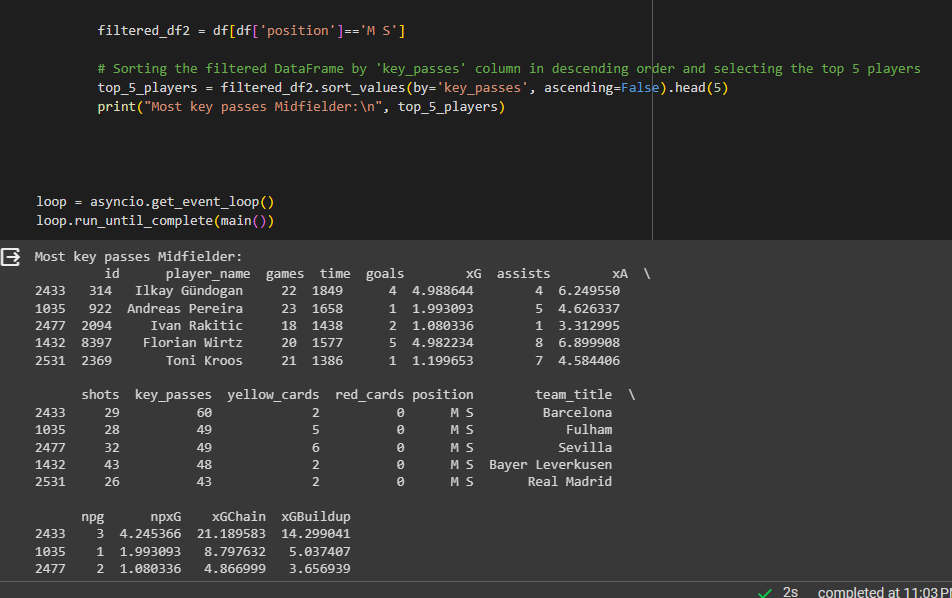 filtered_df2 = df[df['position']=='M S']
# Sorting the filtered DataFrame by 'key_passes' column in descending order and selecting the top 5 players
top_5_players = filtered_df2.sort_values(by='key_passes', ascending=False).head(5)
print("Most key passes Midfielder:\n", top_5_players)
loop = asyncio.get_event_loop()
loop.run_until_complete(main())
Most key passes Midfielder:
id player_name games time goals xG assists xA \
2433 314 Ilkay Gündogan 22 1849 4 4.988644 4 6.249550
1035 922 Andreas Pereira 23 1658 1 1.993093 5 4.626337
2477 2094 Ivan Rakitic 18 1438 2 1.080336 1 3.312995
1432 8397 Florian Wirtz 20 1577 5 4.982234 8 6.899908
2531 2369 Toni Kroos 21 1386 1 1.199653 7 4.584406
shots key_passes yellow_cards red_cards position team_title \
2433 29 60 2 0 M S Barcelona
1035 28 49 5 0 M S Fulham
2477 32 49 6 0 M S Sevilla
1432 43 48 2 0 M S Bayer Leverkusen
2531 26 43 2 0 M S Real Madrid
npg npxG xGChain xGBuildup
2433 3 4.245366 21.189583 14.299041
1035 1 1.993093 8.797632 5.037407
2477 2 1.080336 4.866999 3.656939
2s completed at 11:03